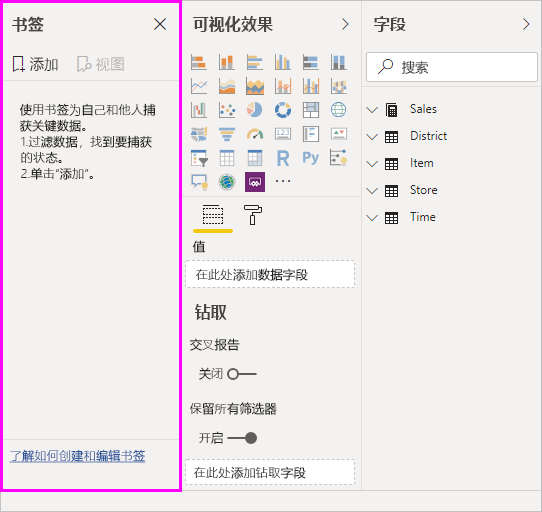 书签
添加
视图
使用书签为自己和他人捕
获关键数据。
1.过滤数据，找到要捕获
的状态。
2.单击“添加”。
了解如何创建和编辑书签
可视化效果
123
R
Py
···
值
在此处添加数据字段
钻取
交叉报告
关闭
保留所有筛选器
开启
在此处添加钻取字段
字段
搜索
Sales
District
Item
Store
Time